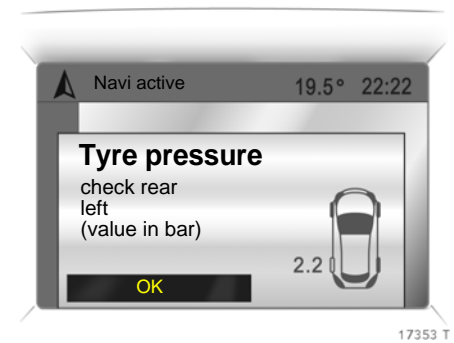 Navi active 19.5° 22:22
Tyre pressure
check rear
left
(value in bar)
2.2
OK
17353 T